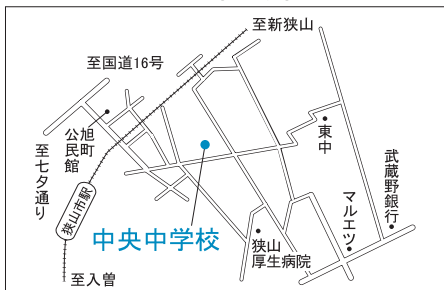 至新狭山
至国道16号
旭町
公民館
至七夕通り
狭山市駅
至入曽
中央中学校
東中
狭山
厚生病院
マルエツ
武蔵野銀行